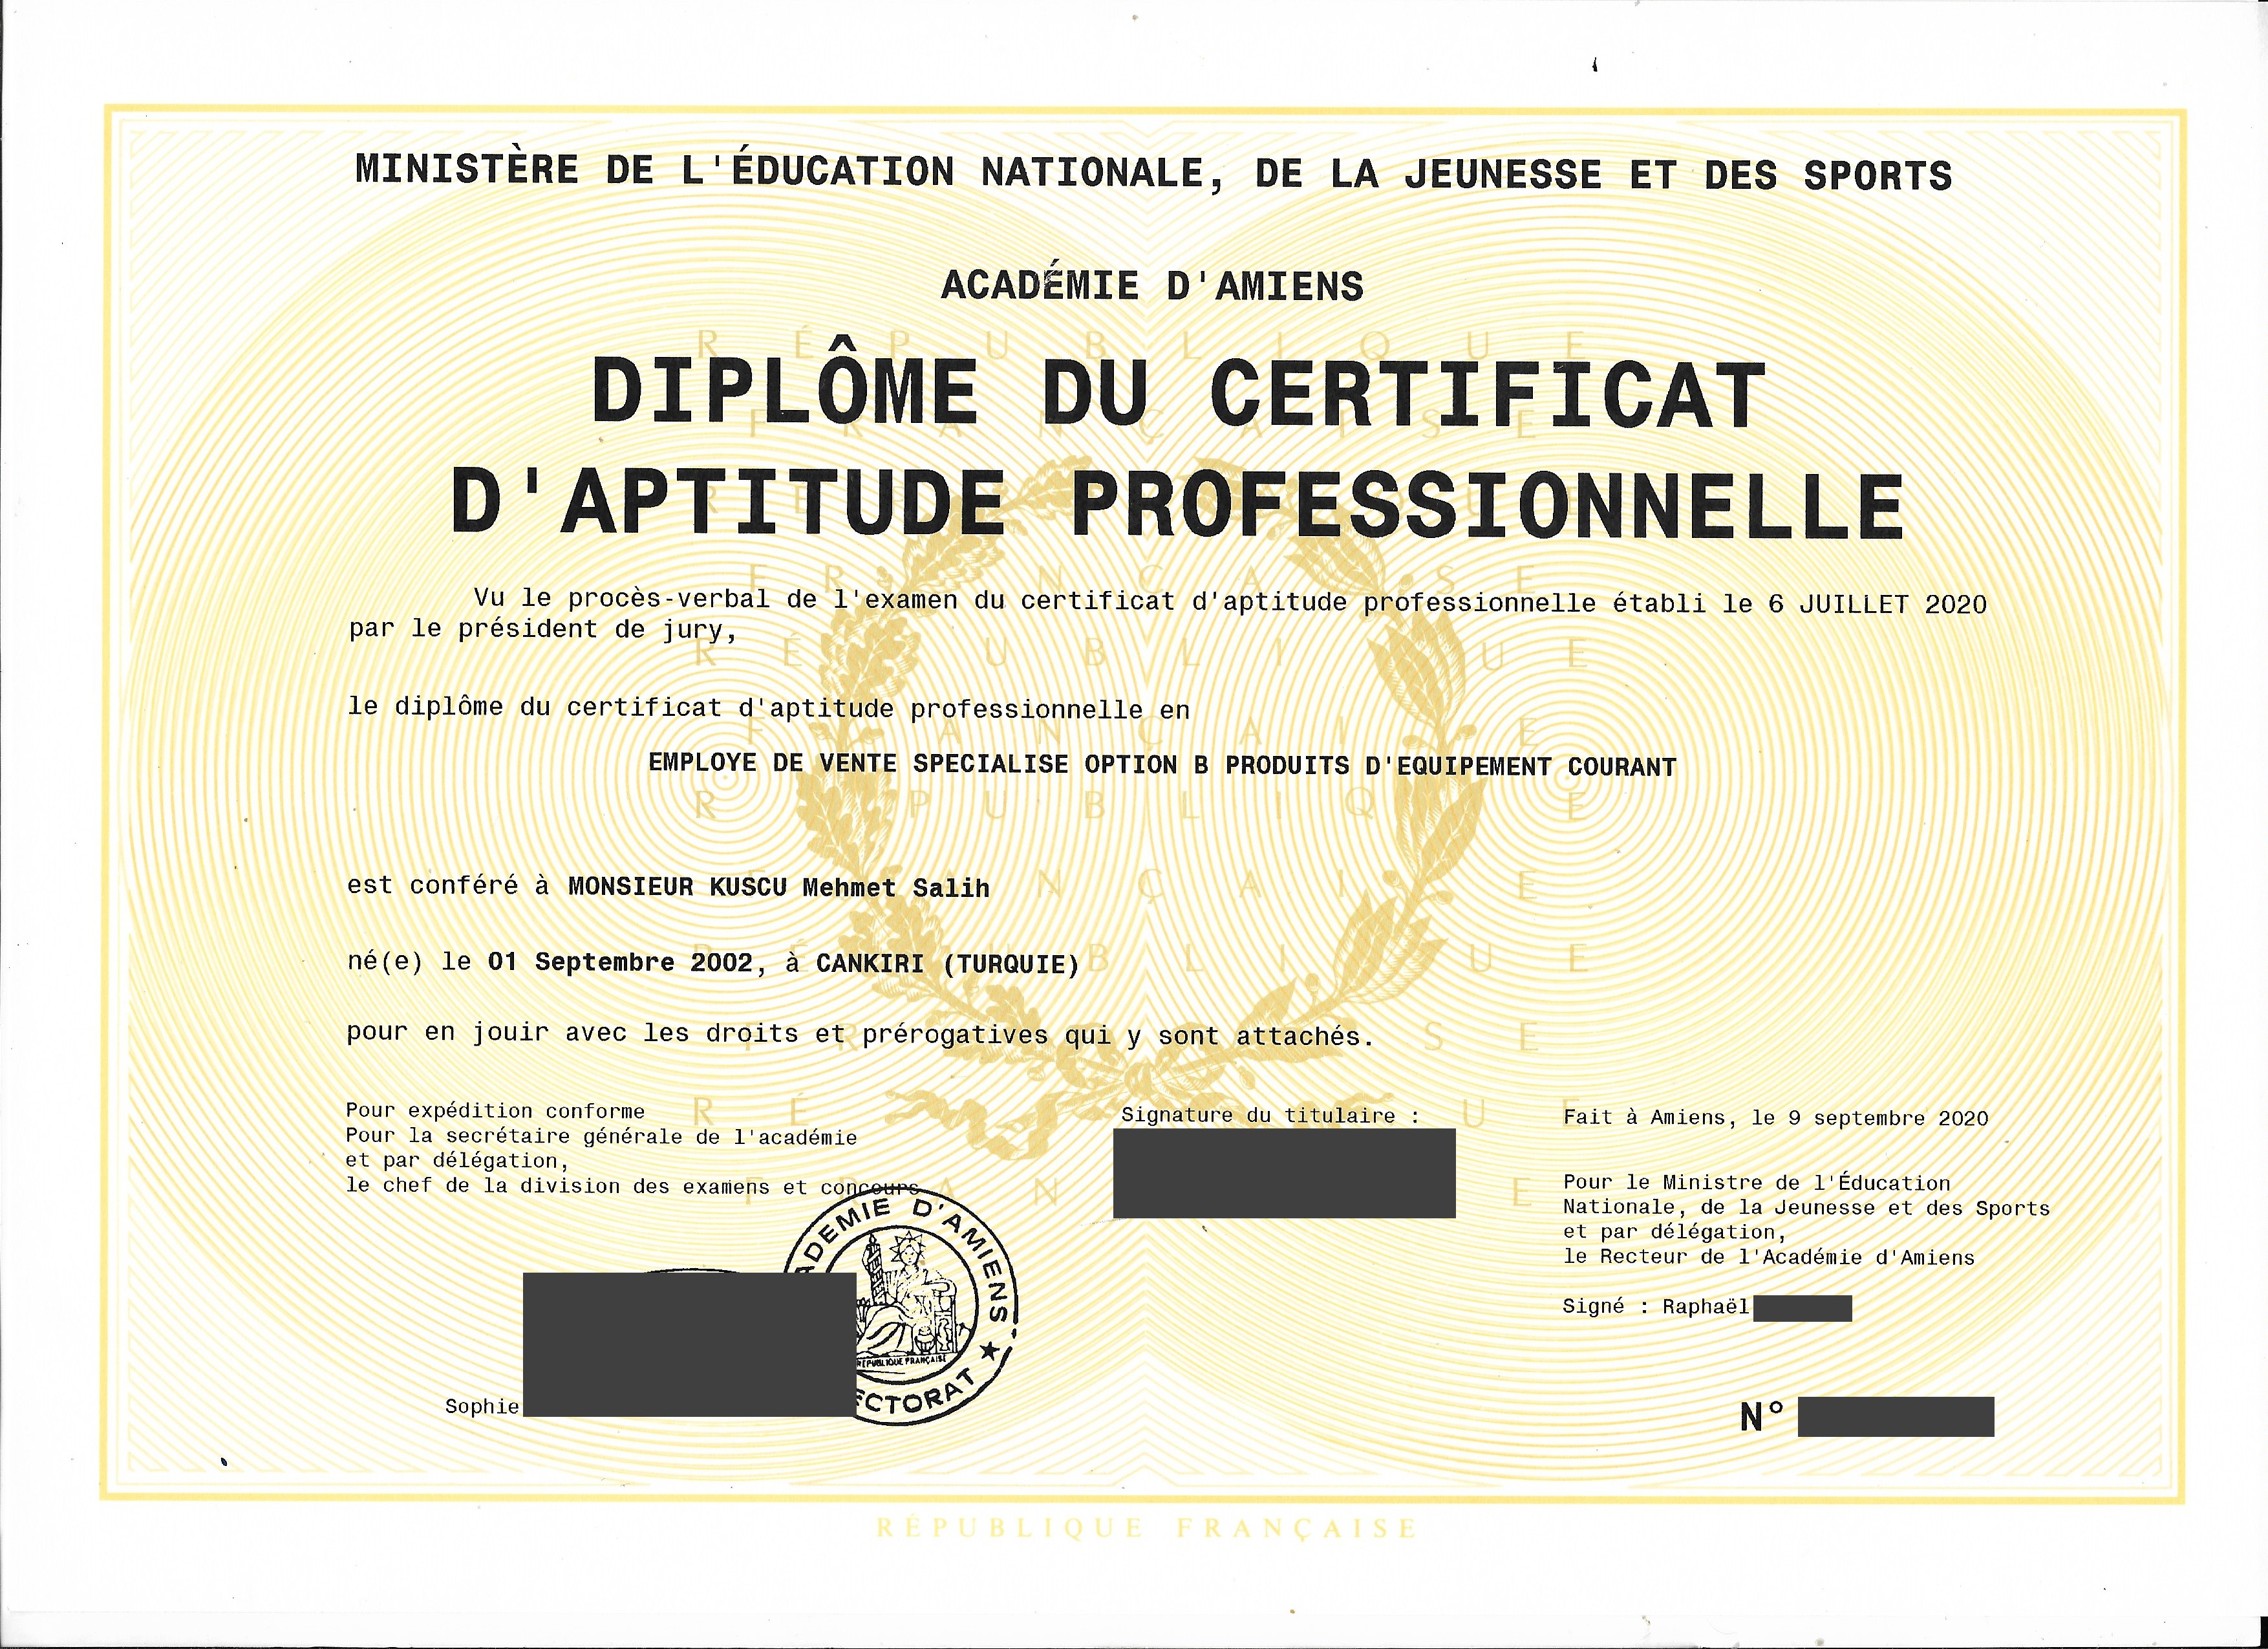 MINISTÈRE DE L'ÉDUCATION NATIONALE, DE LA JEUNESSE ET DES SPORTS
ACADÉMIE D'AMIENS
DIPLÔME DU CERTIFICAT
D'APTITUDE PROFESSIONNELLE
Vu le procès-verbal de l'examen du certificat d'aptitude professionnelle établi le 6 JUILLET 2020
par le président de jury,
le diplôme du certificat d'aptitude professionnelle en
EMPLOYE DE VENTE SPECIALISE OPTION B PRODUITS D'EQUIPEMENT COURANT
est conféré à MONSIEUR KUSCU Mehmet Salih
né(e) le 01 Septembre 2002, à CANKIRI (TURQUIE)
pour en jouir avec les droits et prérogatives qui y sont attachés.
Pour expédition conforme
Pour la secrétaire générale de l'académie
et par délégation,
le chef de la division des examens et concours
Sophie
ADEMIE D'AMIENS
RÉPUBLIQUE FRANÇAISE
ECTORAT ★
Signature du titulaire :
Fait à Amiens, le 9 septembre 2020
Pour le Ministre de l'Éducation
Nationale, de la Jeunesse et des Sports
et par délégation,
le Recteur de l'Académie d'Amiens
Signé : Raphaël
N°
RÉPUBLIQUE FRANÇAISE